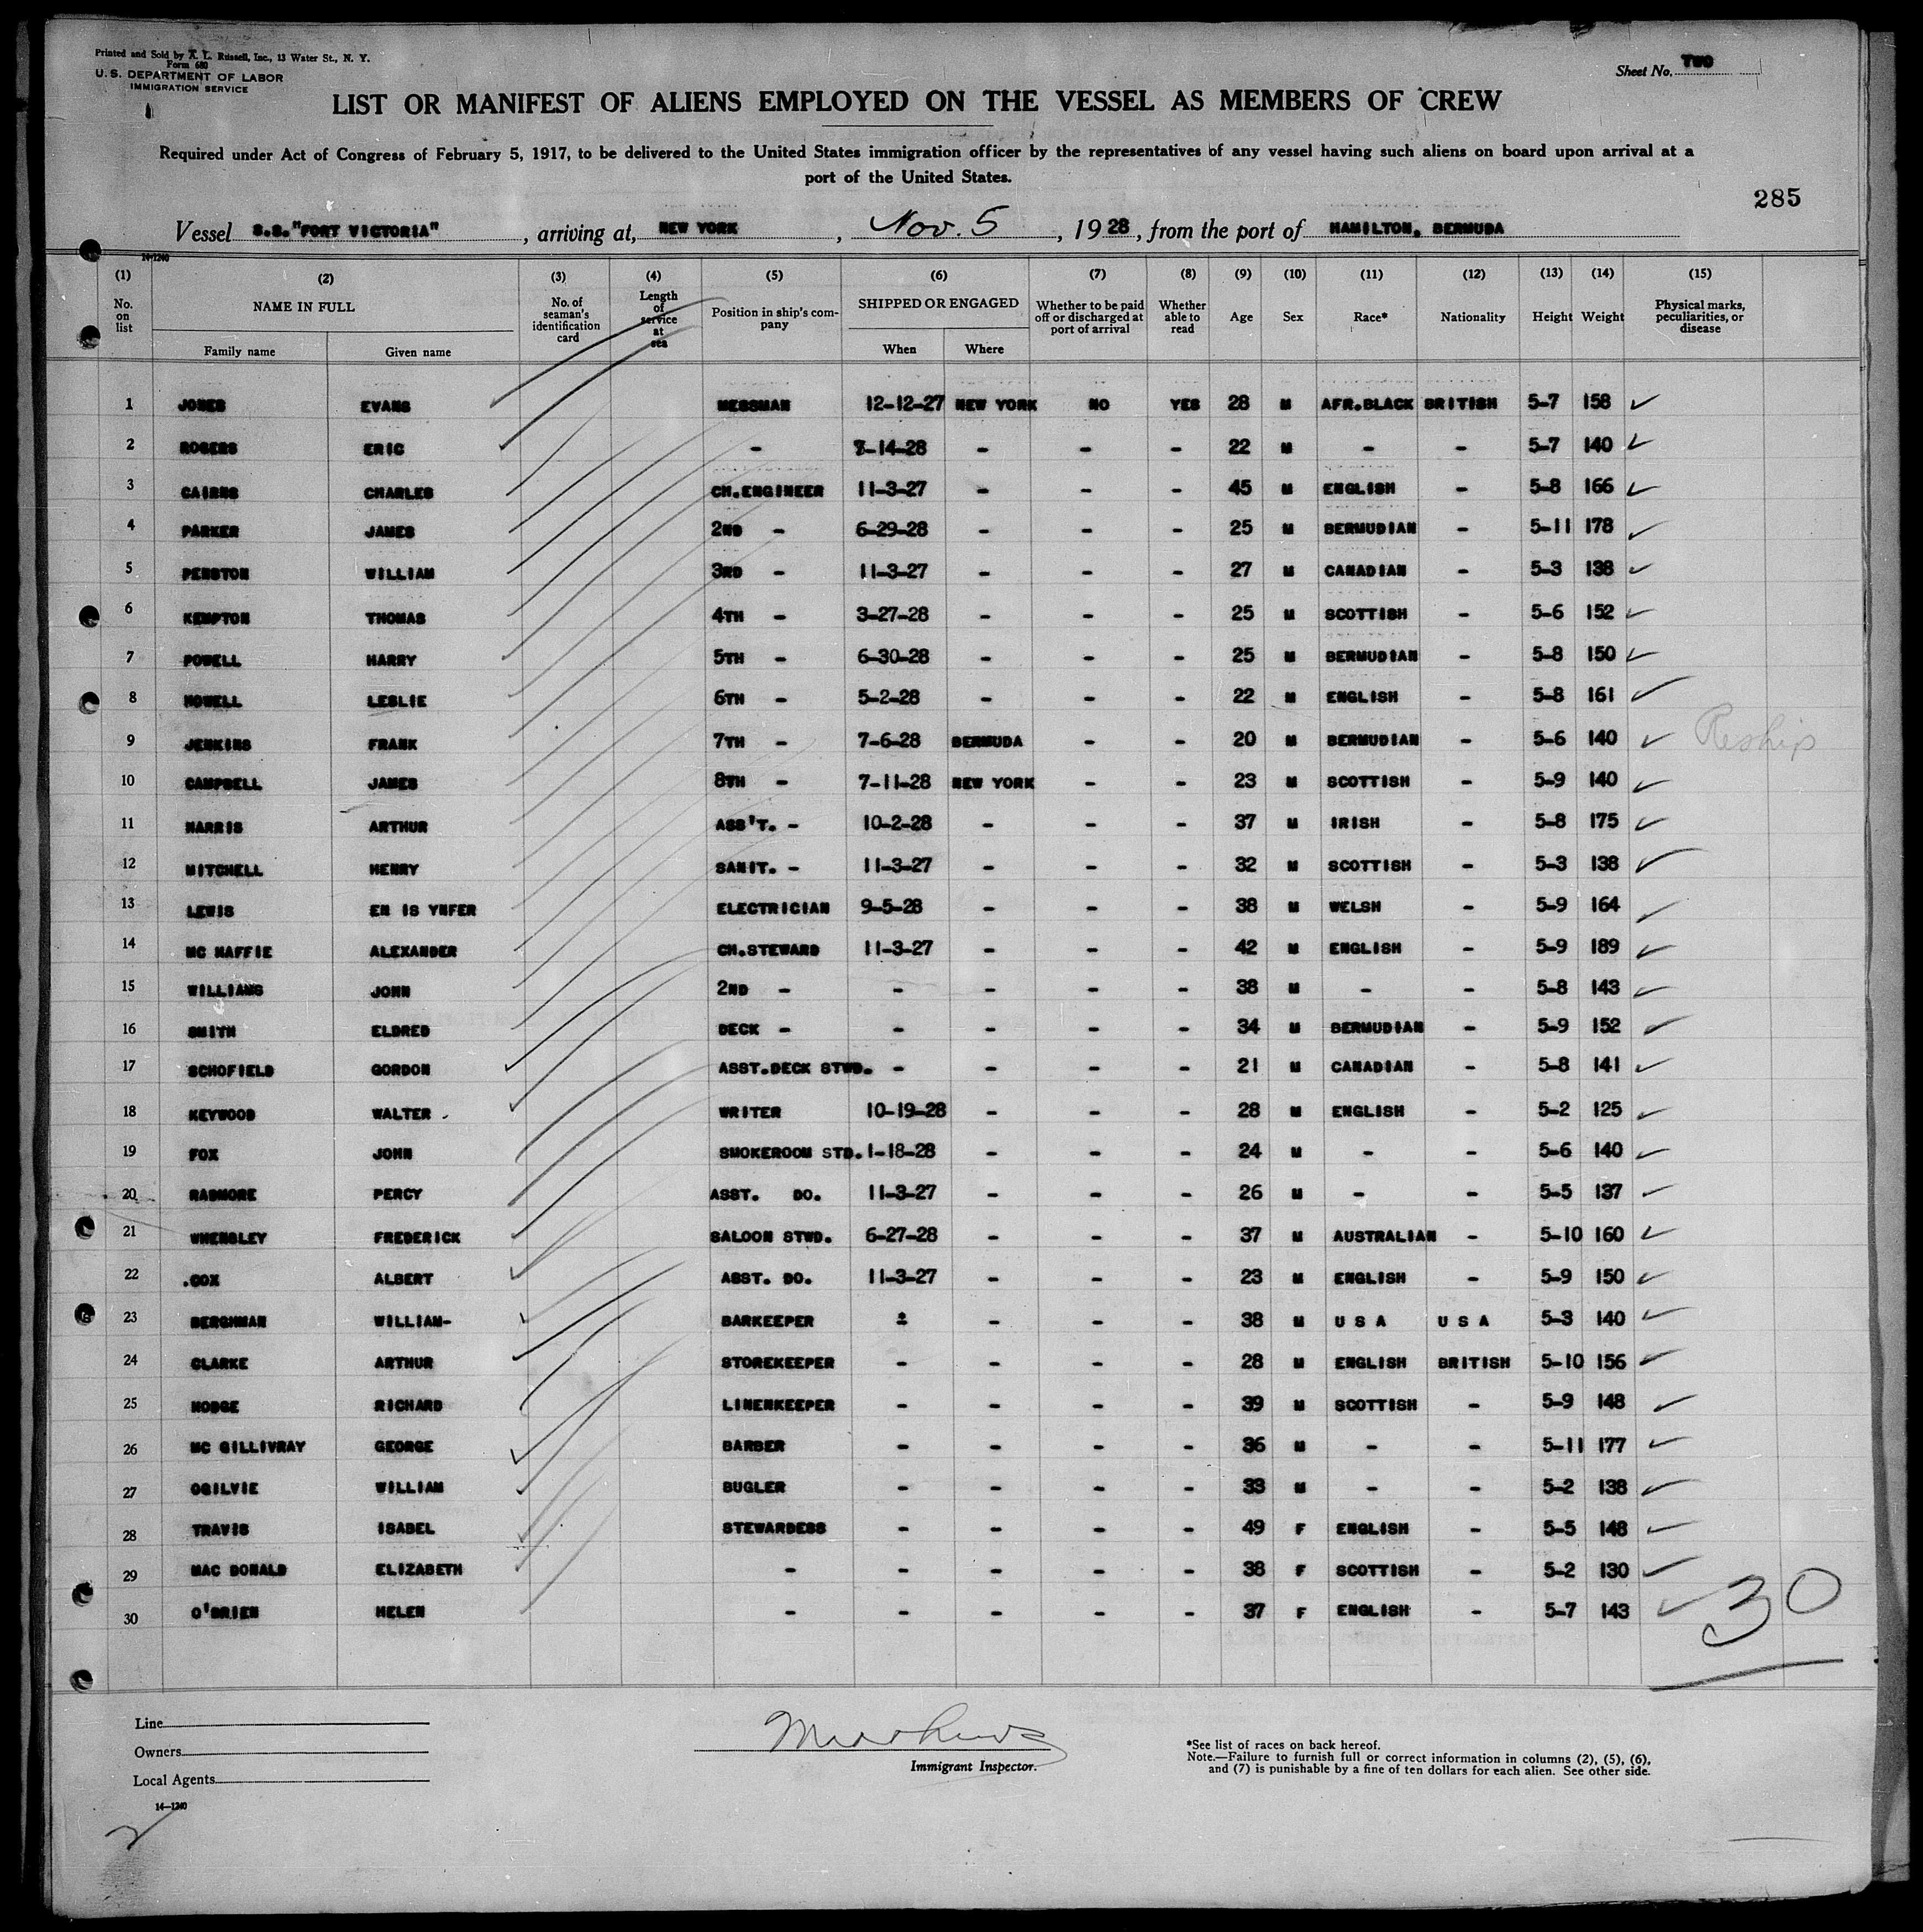 Printed and Sold by A. L. Russell, Inc., 13 Water St., N. Y.
Form 680
U. S. DEPARTMENT OF LABOR
IMMIGRATION SERVICE
Sheet No. TWO
LIST OR MANIFEST OF ALIENS EMPLOYED ON THE VESSEL AS MEMBERS OF CREW
Required under Act of Congress of February 5, 1917, to be delivered to the United States immigration officer by the representatives of any vessel having such aliens on board upon arrival at a
port of the United States.
285
Vessel S.S."FORT VICTORIA", arriving at, NEW YORK, Nov. 5, 1928, from the port of HAMILTON, BERMUDA
14-1240
(1) (2) (3) (4) (5) (6) (7) (8) (9) (10) (11) (12) (13) (14) (15)
No. on list NAME IN FULL Family name Given name No. of seaman's identification card Length of service at sea Position in ship's company SHIPPED OR ENGAGED When Where Whether to be paid off or discharged at port of arrival Whether able to read Age Sex Race* Nationality Height Weight Physical marks, peculiarities, or disease
1 JONES EVANS MESSMAN 12-12-27 NEW YORK NO YES 28 M AFR.BLACK BRITISH 5-7 158
2 ROGERS ERIC - 7-14-28 - - - 22 M - - 5-7 140
3 CAIRNS CHARLES CH.ENGINEER 11-3-27 - - - 45 M ENGLISH - 5-8 166
4 PARKER JAMES 2ND - 6-29-28 - - - 25 M BERMUDIAN - 5-11 178
5 PENSTON WILLIAM 3RD - 11-3-27 - - - 27 M CANADIAN - 5-3 138
6 KEMPTON THOMAS 4TH - 3-27-28 - - - 25 M SCOTTISH - 5-6 152
7 POWELL HARRY 5TH - 6-30-28 - - - 25 M BERMUDIAN - 5-8 150
8 HOWELL LESLIE 6TH - 5-2-28 - - - 22 M ENGLISH - 5-8 161
9 JENKINS FRANK 7TH - 7-6-28 BERMUDA - - 20 M BERMUDIAN - 5-6 140 Reship
10 CAMPBELL JAMES 8TH - 7-11-28 NEW YORK - - 23 M SCOTTISH - 5-9 140
11 HARRIS ARTHUR ASS'T. - 10-2-28 - - - 37 M IRISH - 5-8 175
12 MITCHELL HENRY SANIT. - 11-3-27 - - - 32 M SCOTTISH - 5-3 138
13 LEWIS EN IS YNFER ELECTRICIAN 9-5-28 - - - 38 M WELSH - 5-9 164
14 MC HAFFIE ALEXANDER CH.STEWARD 11-3-27 - - - 42 M ENGLISH - 5-9 189
15 WILLIAMS JOHN 2ND - - - - - 38 M - - 5-8 143
16 SMITH ELDRED DECK - - - - - 34 M BERMUDIAN - 5-9 152
17 SCHOFIELD GORDON ASST.DECK STWD. - - - - 21 M CANADIAN - 5-8 141
18 KEYWOOD WALTER WRITER 10-19-28 - - - 28 M ENGLISH - 5-2 125
19 FOX JOHN SMOKEROOM STD. 1-18-28 - - - 24 M - - 5-6 140
20 RADMORE PERCY ASST. DO. 11-3-27 - - - 26 M - - 5-5 137
21 WHENSLEY FREDERICK SALOON STWD. 6-27-28 - - - 37 M AUSTRALIAN - 5-10 160
22 COX ALBERT ASST. DO. 11-3-27 - - - 23 M ENGLISH - 5-9 150
23 BERGHMAN WILLIAM- BARKEEPER - - - - 38 M U S A U S A 5-3 140
24 CLARKE ARTHUR STOREKEEPER - - - - 28 M ENGLISH BRITISH 5-10 156
25 HODGE RICHARD LINENKEEPER - - - - 39 M SCOTTISH - 5-9 148
26 MC GILLIVRAY GEORGE BARBER - - - - 36 M - - 5-11 177
27 OGILVIE WILLIAM BUGLER - - - - 33 M - - 5-2 138
28 TRAVIS ISABEL STEWARDESS - - - - 49 F ENGLISH - 5-5 148
29 MAC DONALD ELIZABETH - - - - - 38 F SCOTTISH - 5-2 130
30 O'BRIEN HELEN - - - - - 37 F ENGLISH - 5-7 143
30
Line
Owners
Local Agents
14-1240
Immigrant Inspector.
*See list of races on back hereof.
Note.—Failure to furnish full or correct information in columns (2), (5), (6),
and (7) is punishable by a fine of ten dollars for each alien. See other side.
2